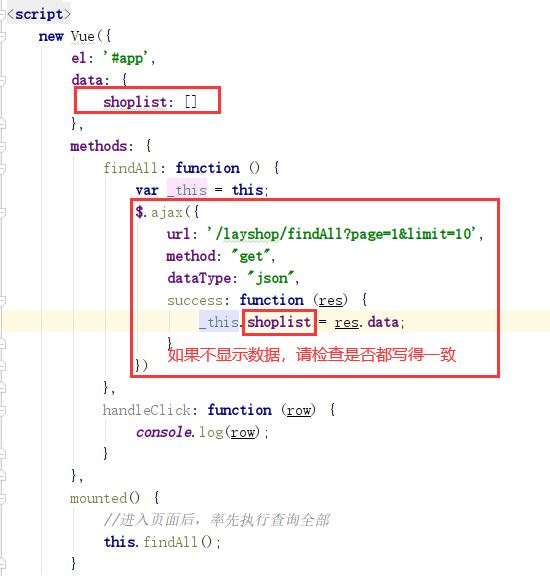 <script>
new Vue({
el: '#app',
data: {
shoplist: []
},
methods: {
findAll: function () {
var _this = this;
$.ajax({
url: '/layshop/findAll?page=1&limit=10',
method: "get",
dataType: "json",
success: function (res) {
_this.shoplist = res.data;
}
如果不显示数据，请检查是否都写得一致
})
},
handleClick: function (row) {
console.log(row);
}
},
mounted() {
//进入页面后，率先执行查询全部
this.findAll();
}